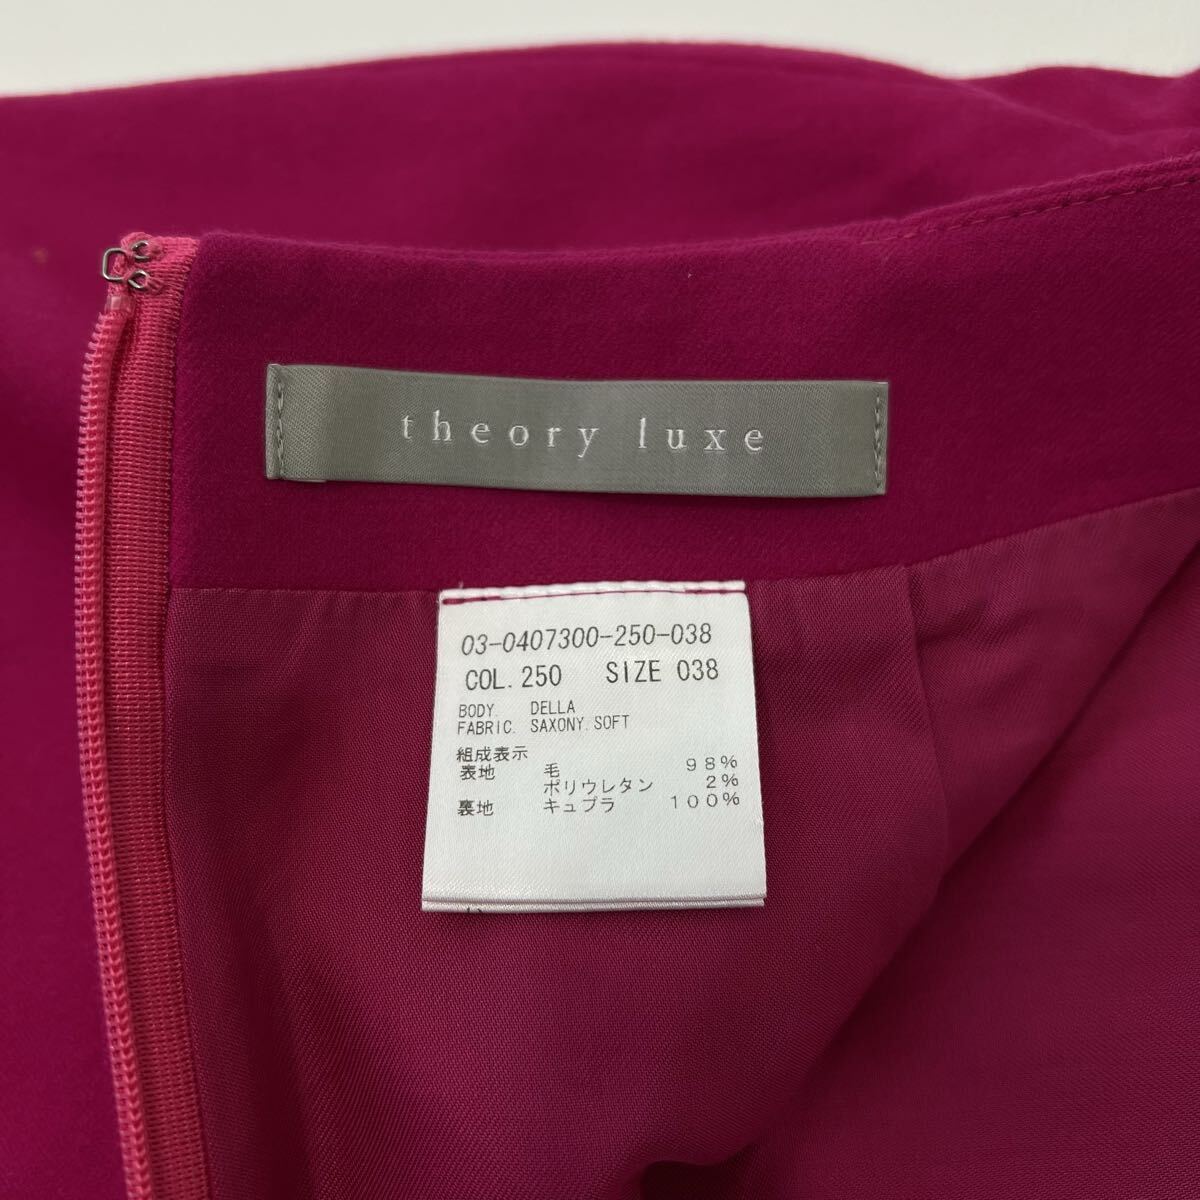 theory luxe
03-0407300-250-038
COL. 250 SIZE 038
BODY. DELLA
FABRIC. SAXONY. SOFT
組成表示
表地 毛 98%
ポリウレタン 2%
裏地 キュプラ 100%